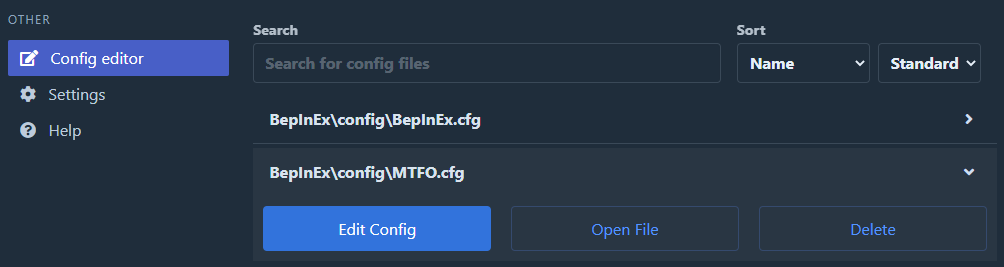 OTHER
Config editor
Settings
Help
Search
Search for config files
Sort
Name
Standard
BepInEx\config\BepInEx.cfg
BepInEx\config\MTFO.cfg
Edit Config
Open File
Delete